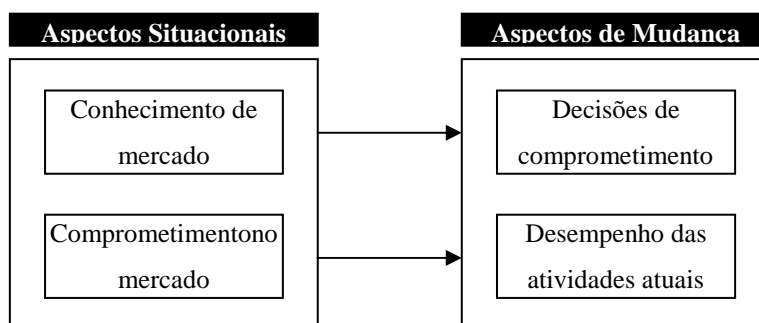 Aspectos Situacionais
Aspectos de Mudanca
Conhecimento de
mercado
Decisões de
comprometimento
Comprometimentono
mercado
Desempenho das
atividades atuais